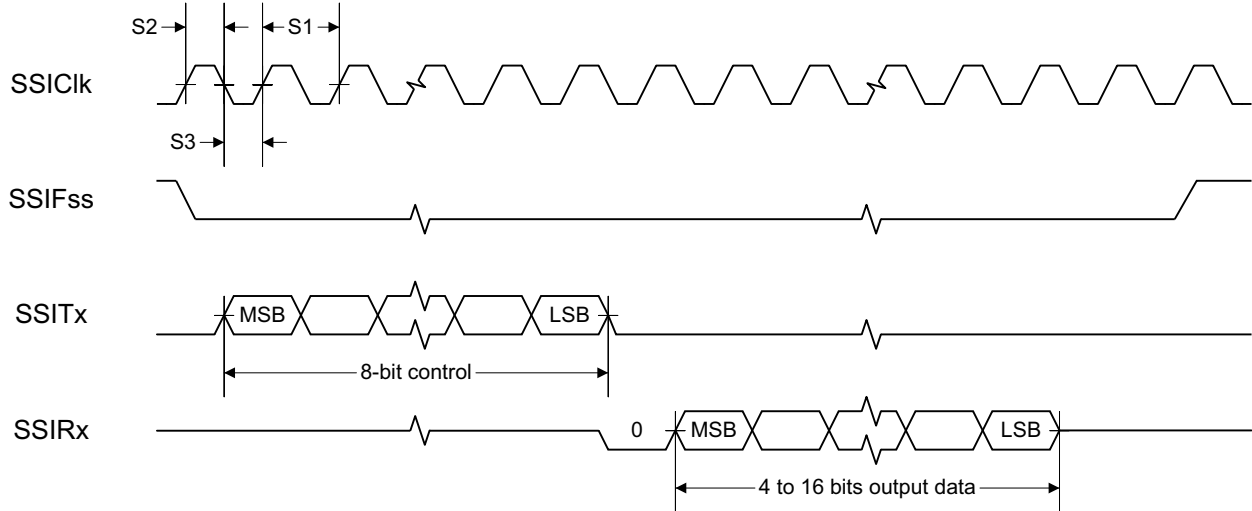 S2
S1
SSIClk
S3
SSIFss
SSITx
MSB
LSB
8-bit control
SSIRx
0
MSB
LSB
4 to 16 bits output data